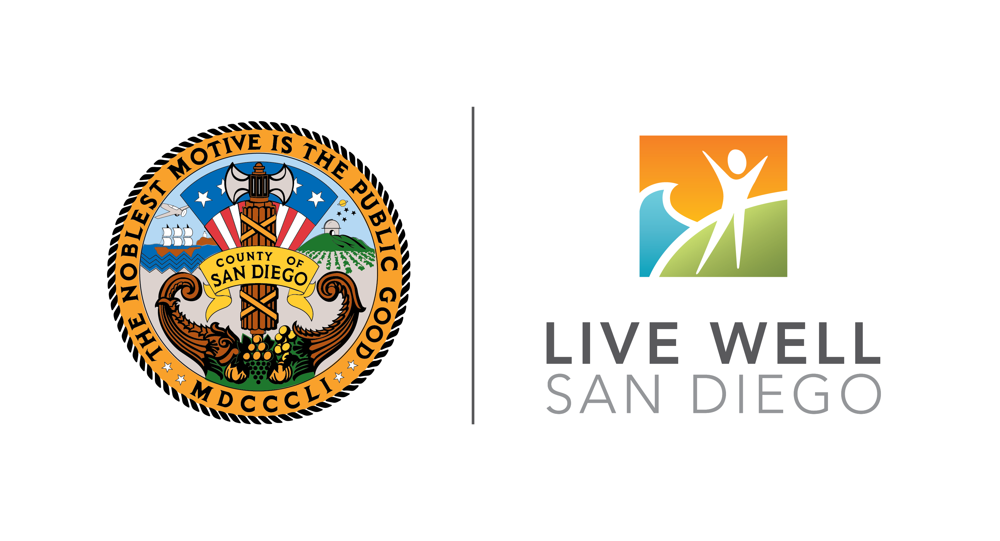 THE NOBLEST MOTIVE IS THE PUBLIC GOOD
COUNTY OF
SAN DIEGO
MDCCCLI
LIVE WELL
SAN DIEGO